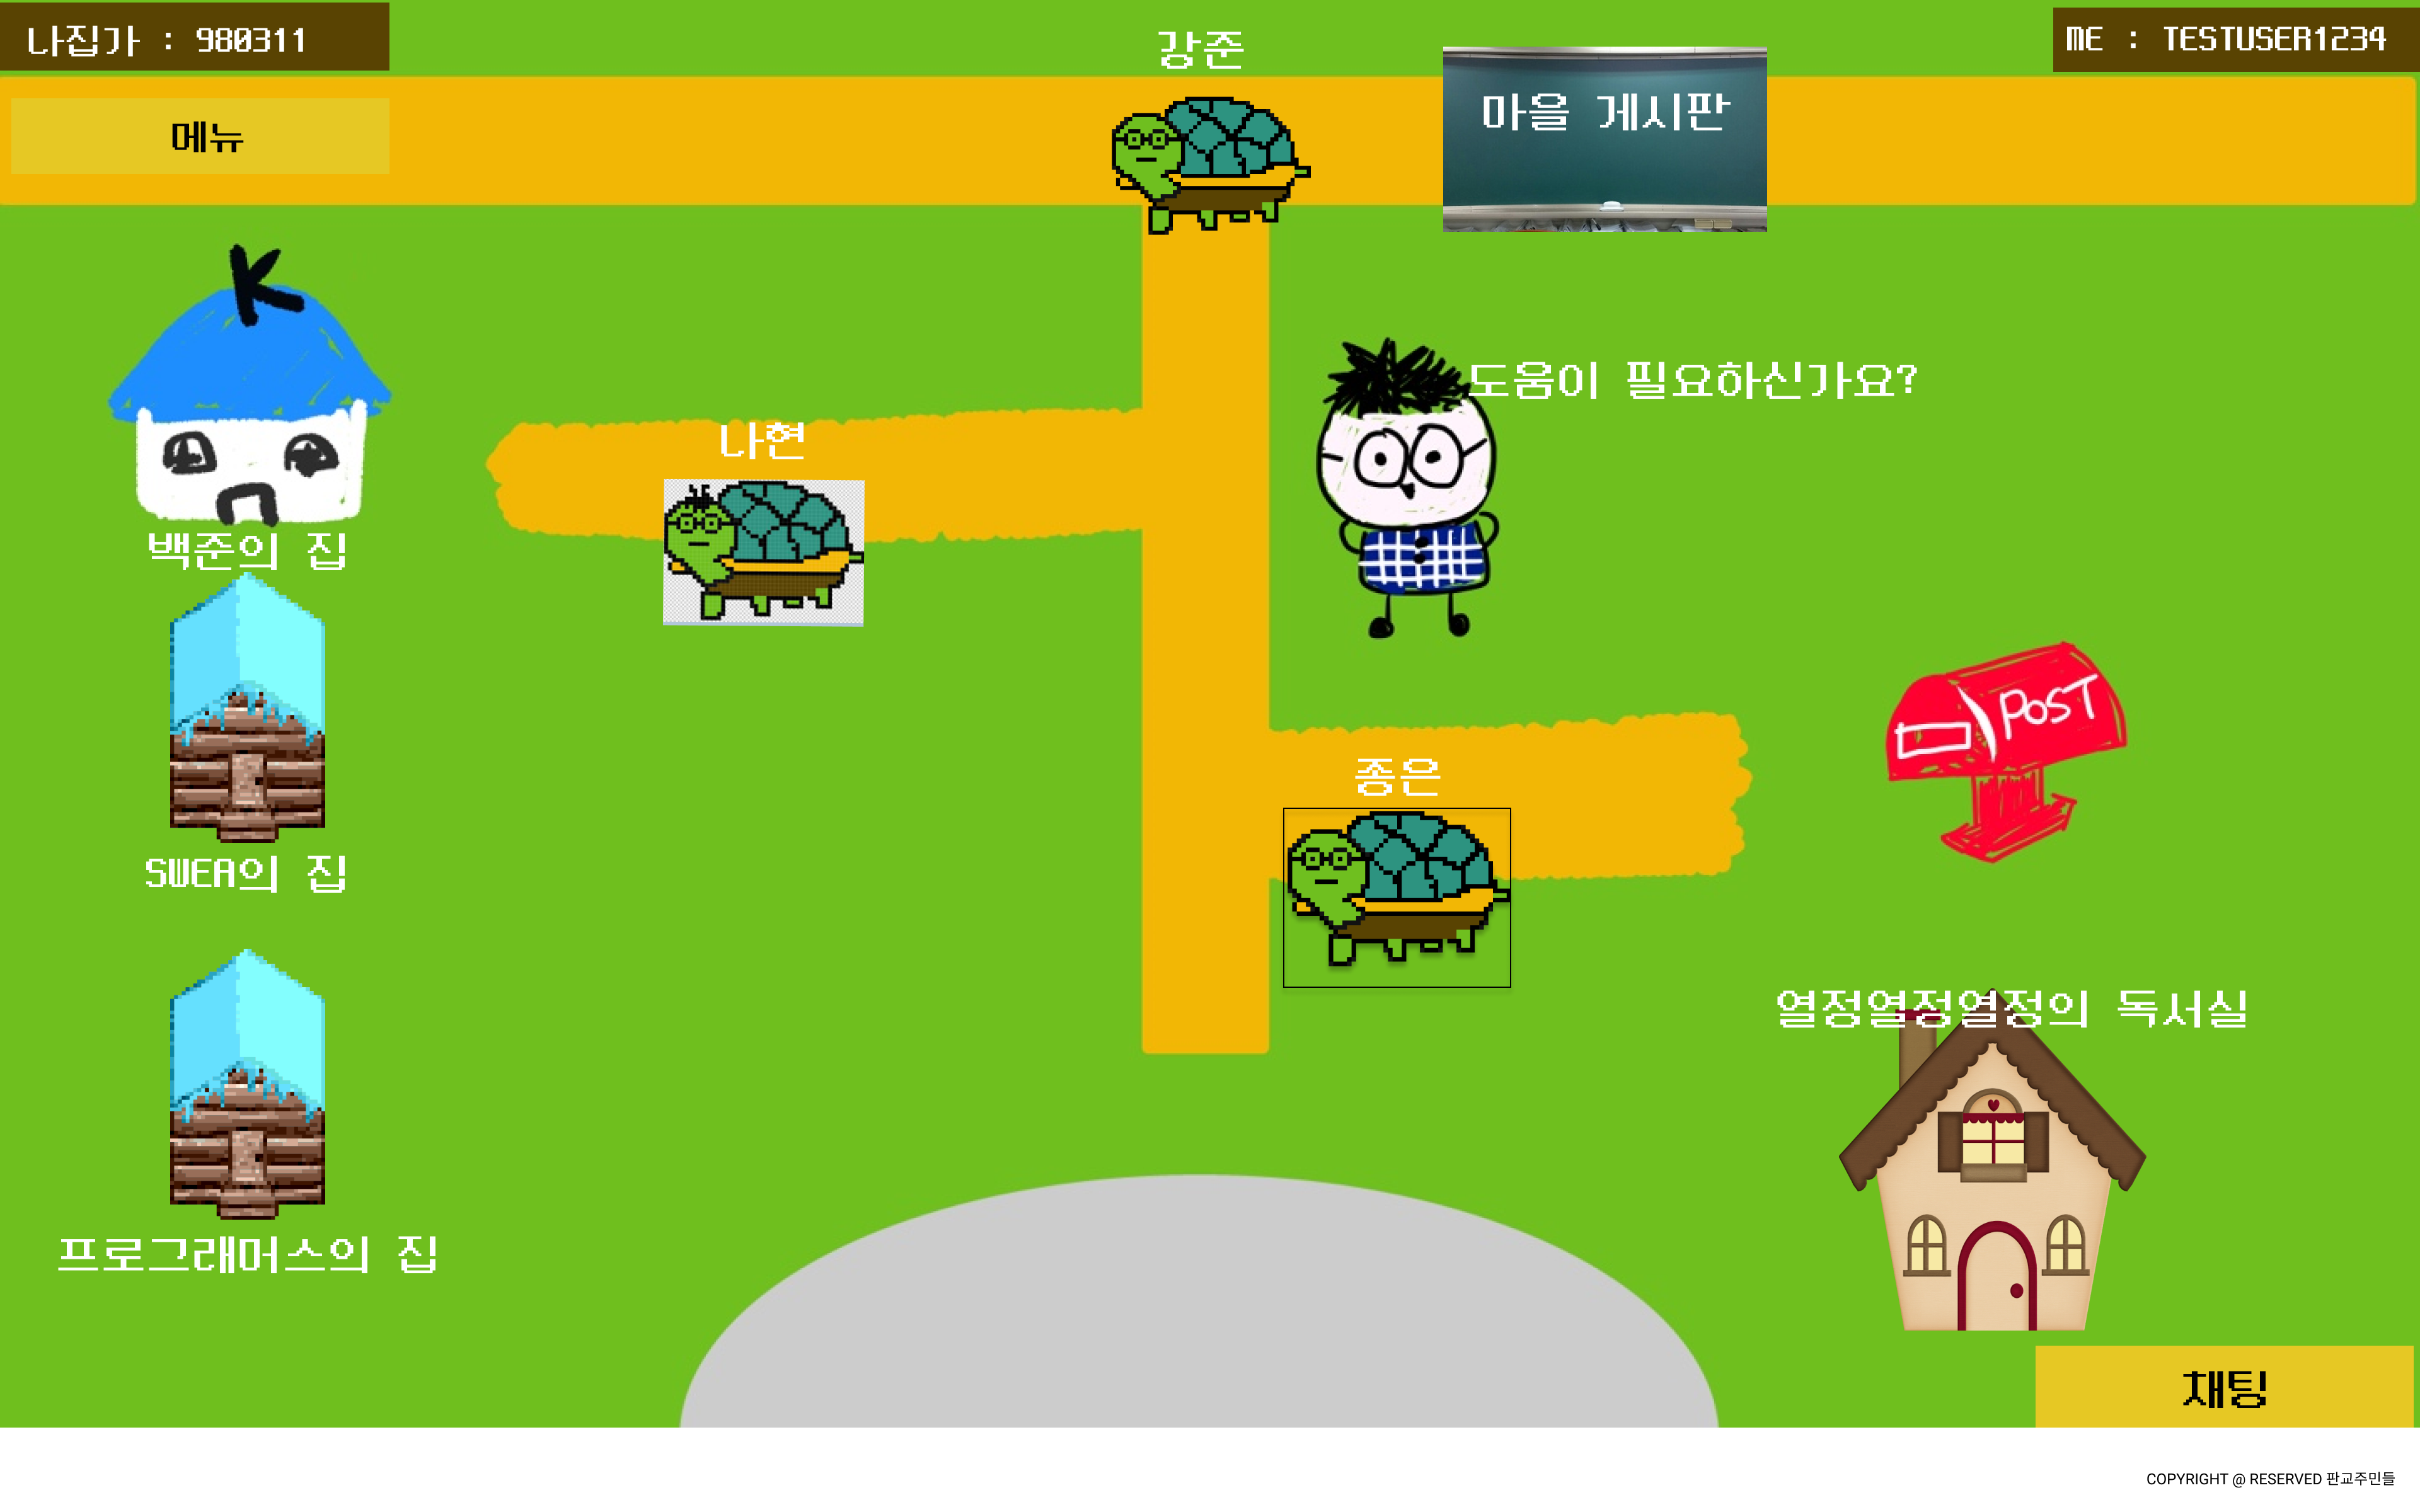 나집가 : 980311
강준
ME : TESTUSER1234
메뉴
마을 게시판
K
도움이 필요하신가요?
나현
백준의 집
POST
종은
SWEA의 집
열정열정열정의 독서실
프로그래머스의 집
채팅
COPYRIGHT @ RESERVED 판교주민들